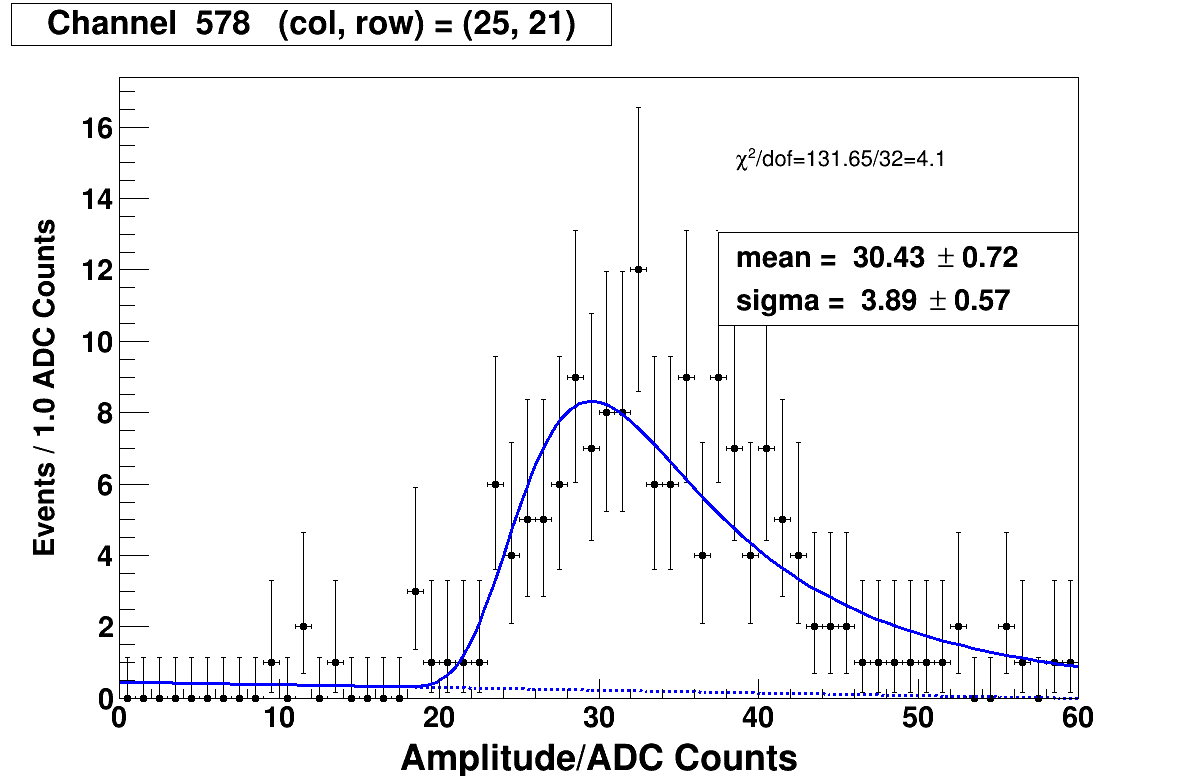 Channel 578 (col, row) = (25, 21)
χ²/dof=131.65/32=4.1
mean = 30.43 ± 0.72
sigma = 3.89 ± 0.57
Events / 1.0 ADC Counts
16
14
12
10
8
6
4
2
0
0 10 20 30 40 50 60
Amplitude/ADC Counts